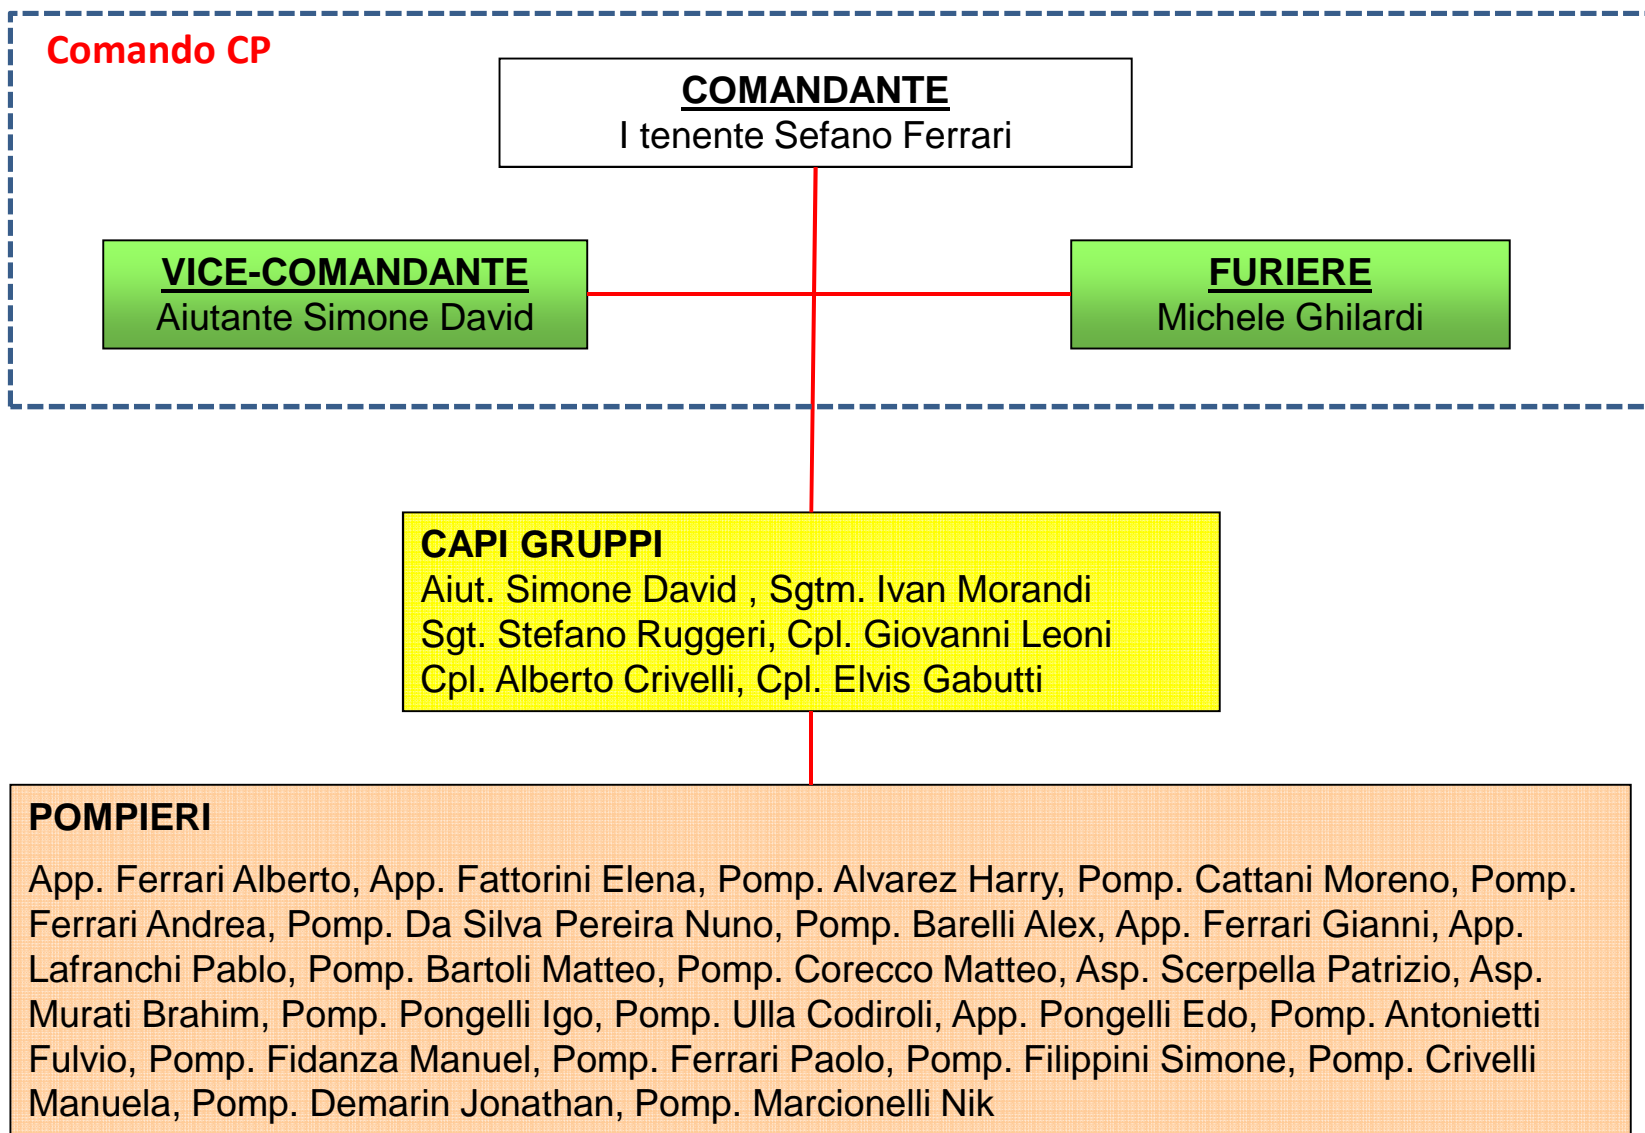 Comando CP
COMANDANTE
I tenente Sefano Ferrari
VICE-COMANDANTE
Aiutante Simone David
FURIERE
Michele Ghilardi
CAPI GRUPPI
Aiut. Simone David , Sgtm. Ivan Morandi
Sgt. Stefano Ruggeri, Cpl. Giovanni Leoni
Cpl. Alberto Crivelli, Cpl. Elvis Gabutti
POMPIERI
App. Ferrari Alberto, App. Fattorini Elena, Pomp. Alvarez Harry, Pomp. Cattani Moreno, Pomp.
Ferrari Andrea, Pomp. Da Silva Pereira Nuno, Pomp. Barelli Alex, App. Ferrari Gianni, App.
Lafranchi Pablo, Pomp. Bartoli Matteo, Pomp. Corecco Matteo, Asp. Scerpella Patrizio, Asp.
Murati Brahim, Pomp. Pongelli Igo, Pomp. Ulla Codiroli, App. Pongelli Edo, Pomp. Antonietti
Fulvio, Pomp. Fidanza Manuel, Pomp. Ferrari Paolo, Pomp. Filippini Simone, Pomp. Crivelli
Manuela, Pomp. Demarin Jonathan, Pomp. Marcionelli Nik